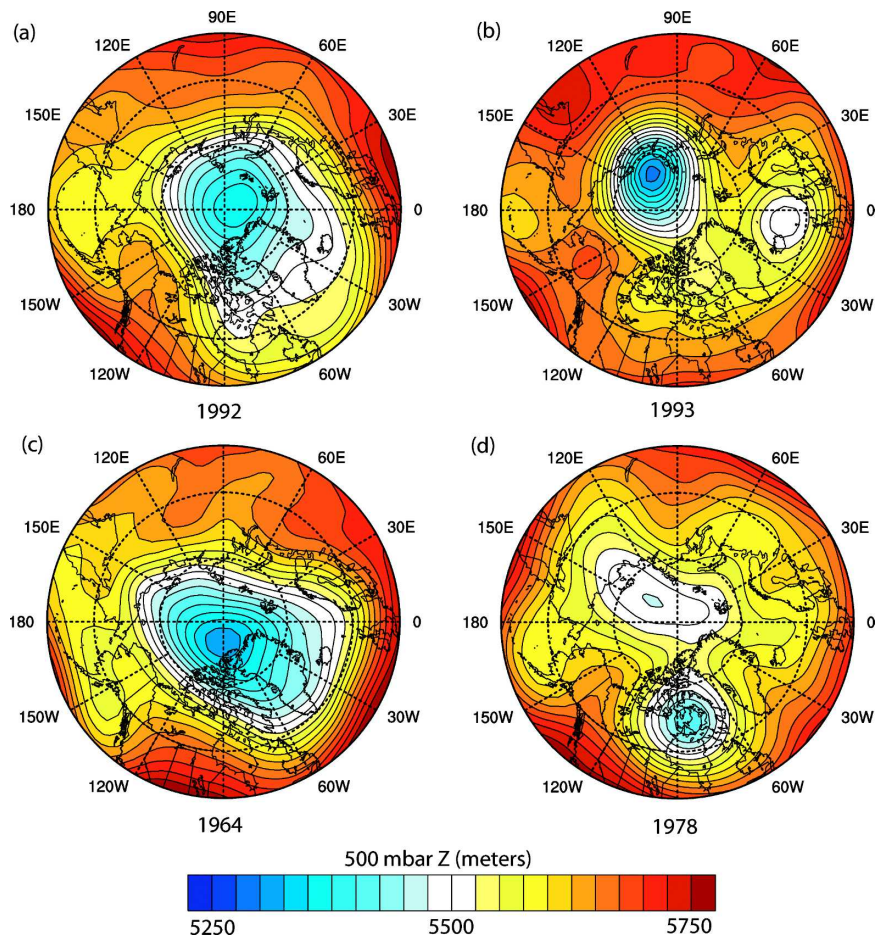 (a) 90E (b) 90E
120E 60E 120E 60E
150E 30E 150E 30E
180 0 180 0
150W 30W 150W 30W
120W 60W 120W 60W
1992 1993
(c) (d)
120E 60E 120E 60E
150E 30E 150E 30E
180 0 180 0
150W 30W 150W 30W
120W 60W 120W 60W
1964 1978
500 mbar Z (meters)
5250 5500 5750